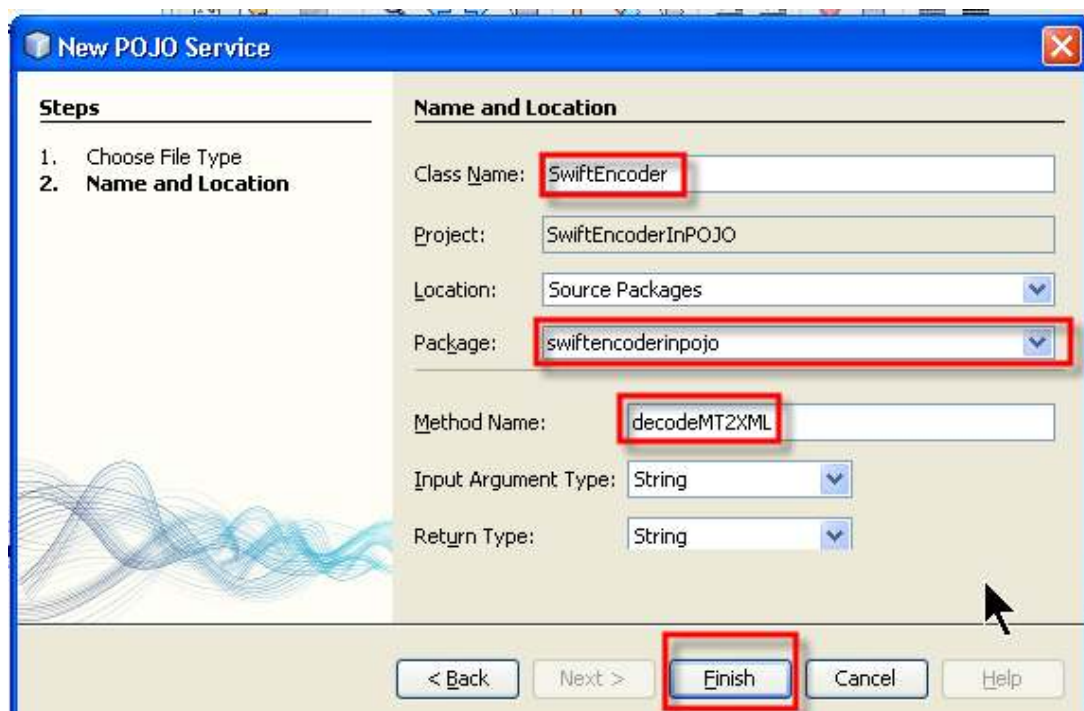 New POJO Service
Steps
1. Choose File Type
2. Name and Location
Name and Location
Class Name: SwiftEncoder
Project: SwiftEncoderInPOJO
Location: Source Packages
Package: swiftencoderinpojo
Method Name: decodeMT2XML
Input Argument Type: String
Return Type: String
< Back Next > Finish Cancel Help